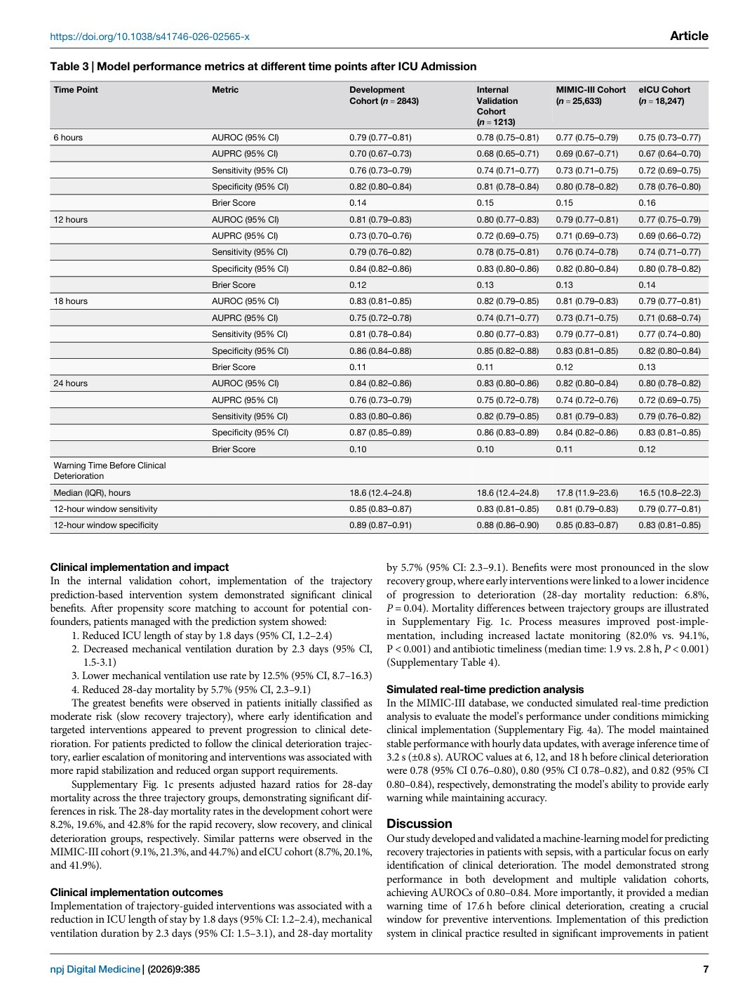 https://doi.org/10.1038/s41746-026-02565-x Article
Table 3 | Model performance metrics at different time points after ICU Admission
Time Point Metric Development Cohort (n = 2843) Internal Validation Cohort (n = 1213) MIMIC-III Cohort (n = 25,633) eICU Cohort (n = 18,247)
6 hours AUROC (95% CI) 0.79 (0.77–0.81) 0.78 (0.75–0.81) 0.77 (0.75–0.79) 0.75 (0.73–0.77)
AUPRC (95% CI) 0.70 (0.67–0.73) 0.68 (0.65–0.71) 0.69 (0.67–0.71) 0.67 (0.64–0.70)
Sensitivity (95% CI) 0.76 (0.73–0.79) 0.74 (0.71–0.77) 0.73 (0.71–0.75) 0.72 (0.69–0.75)
Specificity (95% CI) 0.82 (0.80–0.84) 0.81 (0.78–0.84) 0.80 (0.78–0.82) 0.78 (0.76–0.80)
Brier Score 0.14 0.15 0.15 0.16
12 hours AUROC (95% CI) 0.81 (0.79–0.83) 0.80 (0.77–0.83) 0.79 (0.77–0.81) 0.77 (0.75–0.79)
AUPRC (95% CI) 0.73 (0.70–0.76) 0.72 (0.69–0.75) 0.71 (0.69–0.73) 0.69 (0.66–0.72)
Sensitivity (95% CI) 0.79 (0.76–0.82) 0.78 (0.75–0.81) 0.76 (0.74–0.78) 0.74 (0.71–0.77)
Specificity (95% CI) 0.84 (0.82–0.86) 0.83 (0.80–0.86) 0.82 (0.80–0.84) 0.80 (0.78–0.82)
Brier Score 0.12 0.13 0.13 0.14
18 hours AUROC (95% CI) 0.83 (0.81–0.85) 0.82 (0.79–0.85) 0.81 (0.79–0.83) 0.79 (0.77–0.81)
AUPRC (95% CI) 0.75 (0.72–0.78) 0.74 (0.71–0.77) 0.73 (0.71–0.75) 0.71 (0.68–0.74)
Sensitivity (95% CI) 0.81 (0.78–0.84) 0.80 (0.77–0.83) 0.79 (0.77–0.81) 0.77 (0.74–0.80)
Specificity (95% CI) 0.86 (0.84–0.88) 0.85 (0.82–0.88) 0.83 (0.81–0.85) 0.82 (0.80–0.84)
Brier Score 0.11 0.11 0.12 0.13
24 hours AUROC (95% CI) 0.84 (0.82–0.86) 0.83 (0.80–0.86) 0.82 (0.80–0.84) 0.80 (0.78–0.82)
AUPRC (95% CI) 0.76 (0.73–0.79) 0.75 (0.72–0.78) 0.74 (0.72–0.76) 0.72 (0.69–0.75)
Sensitivity (95% CI) 0.83 (0.80–0.86) 0.82 (0.79–0.85) 0.81 (0.79–0.83) 0.79 (0.76–0.82)
Specificity (95% CI) 0.87 (0.85–0.89) 0.86 (0.83–0.89) 0.84 (0.82–0.86) 0.83 (0.81–0.85)
Brier Score 0.10 0.10 0.11 0.12
Warning Time Before Clinical
Deterioration
Median (IQR), hours 18.6 (12.4–24.8) 18.6 (12.4–24.8) 17.8 (11.9–23.6) 16.5 (10.8–22.3)
12-hour window sensitivity 0.85 (0.83–0.87) 0.83 (0.81–0.85) 0.81 (0.79–0.83) 0.79 (0.77–0.81)
12-hour window specificity 0.89 (0.87–0.91) 0.88 (0.86–0.90) 0.85 (0.83–0.87) 0.83 (0.81–0.85)
Clinical implementation and impact
In the internal validation cohort, implementation of the trajectory
prediction-based intervention system demonstrated significant clinical
benefits. After propensity score matching to account for potential con-
founders, patients managed with the prediction system showed:
1. Reduced ICU length of stay by 1.8 days (95% CI, 1.2–2.4)
2. Decreased mechanical ventilation duration by 2.3 days (95% CI,
1.5-3.1)
3. Lower mechanical ventilation use rate by 12.5% (95% CI, 8.7–16.3)
4. Reduced 28-day mortality by 5.7% (95% CI, 2.3–9.1)
The greatest benefits were observed in patients initially classified as
moderate risk (slow recovery trajectory), where early identification and
targeted interventions appeared to prevent progression to clinical dete-
rioration. For patients predicted to follow the clinical deterioration trajec-
tory, earlier escalation of monitoring and interventions was associated with
more rapid stabilization and reduced organ support requirements.
Supplementary Fig. 1c presents adjusted hazard ratios for 28-day
mortality across the three trajectory groups, demonstrating significant dif-
ferences in risk. The 28-day mortality rates in the development cohort were
8.2%, 19.6%, and 42.8% for the rapid recovery, slow recovery, and clinical
deterioration groups, respectively. Similar patterns were observed in the
MIMIC-III cohort (9.1%, 21.3%, and 44.7%) and eICU cohort (8.7%, 20.1%,
and 41.9%).
Clinical implementation outcomes
Implementation of trajectory-guided interventions was associated with a
reduction in ICU length of stay by 1.8 days (95% CI: 1.2–2.4), mechanical
ventilation duration by 2.3 days (95% CI: 1.5–3.1), and 28-day mortality
by 5.7% (95% CI: 2.3–9.1). Benefits were most pronounced in the slow
recovery group, where early interventions were linked to a lower incidence
of progression to deterioration (28-day mortality reduction: 6.8%,
P = 0.04). Mortality differences between trajectory groups are illustrated
in Supplementary Fig. 1c. Process measures improved post-imple-
mentation, including increased lactate monitoring (82.0% vs. 94.1%,
P < 0.001) and antibiotic timeliness (median time: 1.9 vs. 2.8 h, P < 0.001)
(Supplementary Table 4).
Simulated real-time prediction analysis
In the MIMIC-III database, we conducted simulated real-time prediction
analysis to evaluate the model's performance under conditions mimicking
clinical implementation (Supplementary Fig. 4a). The model maintained
stable performance with hourly data updates, with average inference time of
3.2 s (±0.8 s). AUROC values at 6, 12, and 18 h before clinical deterioration
were 0.78 (95% CI 0.76–0.80), 0.80 (95% CI 0.78–0.82), and 0.82 (95% CI
0.80–0.84), respectively, demonstrating the model's ability to provide early
warning while maintaining accuracy.
Discussion
Our study developed and validated a machine-learning model for predicting
recovery trajectories in patients with sepsis, with a particular focus on early
identification of clinical deterioration. The model demonstrated strong
performance in both development and multiple validation cohorts,
achieving AUROCs of 0.80–0.84. More importantly, it provided a median
warning time of 17.6 h before clinical deterioration, creating a crucial
window for preventive interventions. Implementation of this prediction
system in clinical practice resulted in significant improvements in patient
npj Digital Medicine | (2026)9:385 7